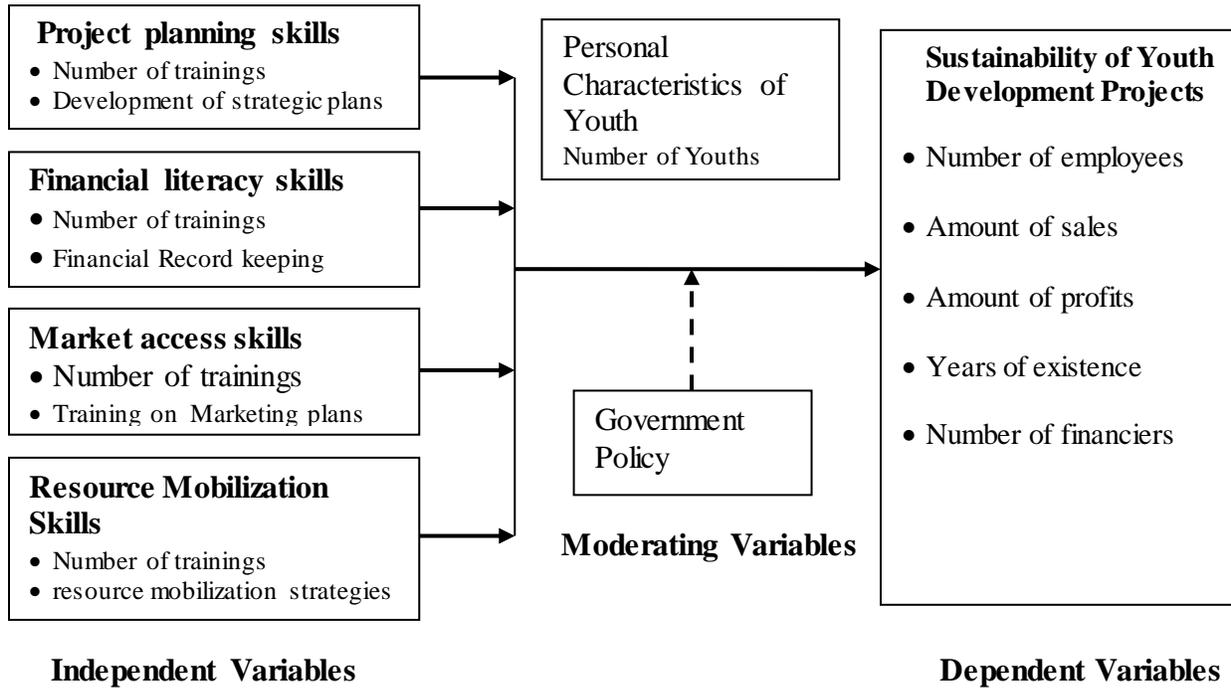 Project planning skills
• Number of trainings
• Development of strategic plans
Financial literacy skills
• Number of trainings
• Financial Record keeping
Market access skills
• Number of trainings
• Training on Marketing plans
Resource Mobilization
Skills
• Number of trainings
• resource mobilization strategies
Independent Variables
Personal
Characteristics of
Youth
Number of Youths
Government
Policy
Moderating Variables
Sustainability of Youth
Development Projects
• Number of employees
• Amount of sales
• Amount of profits
• Years of existence
• Number of financiers
Dependent Variables